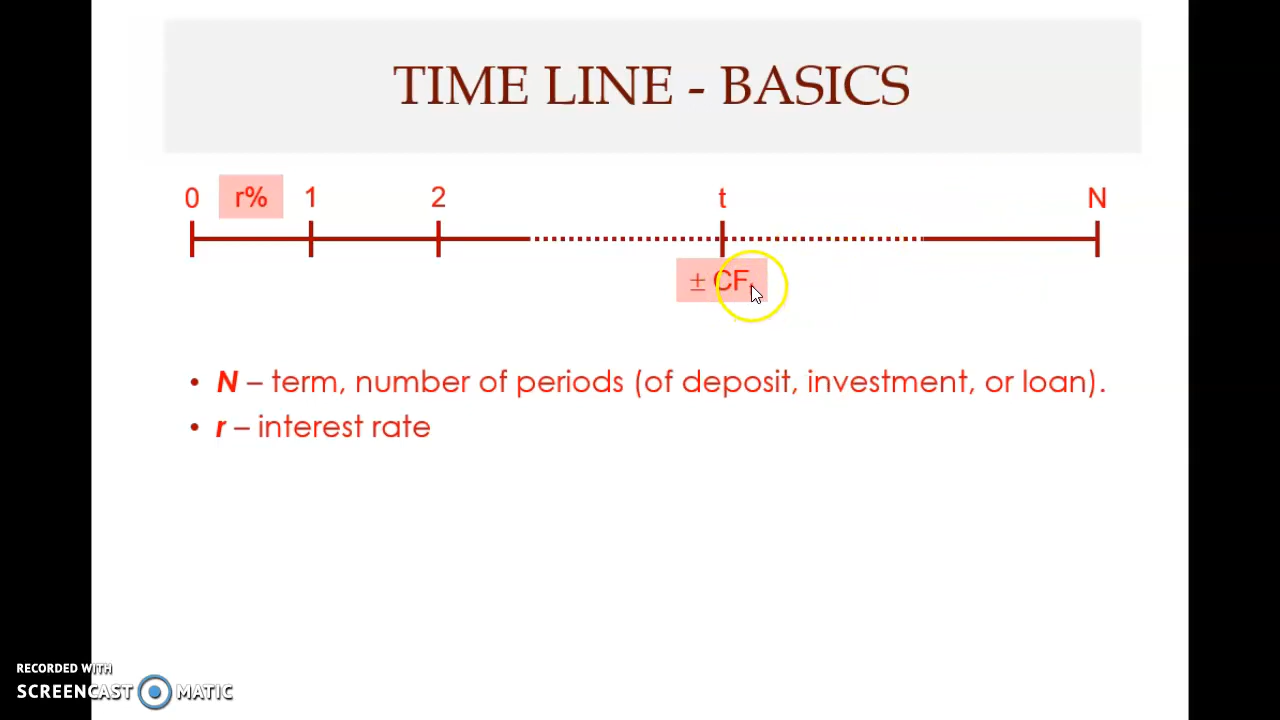 TIME LINE - BASICS
0 r% 1 2 t N
± CF
• N – term, number of periods (of deposit, investment, or loan).
• r – interest rate
RECORDED WITH
SCREENCAST MATIC